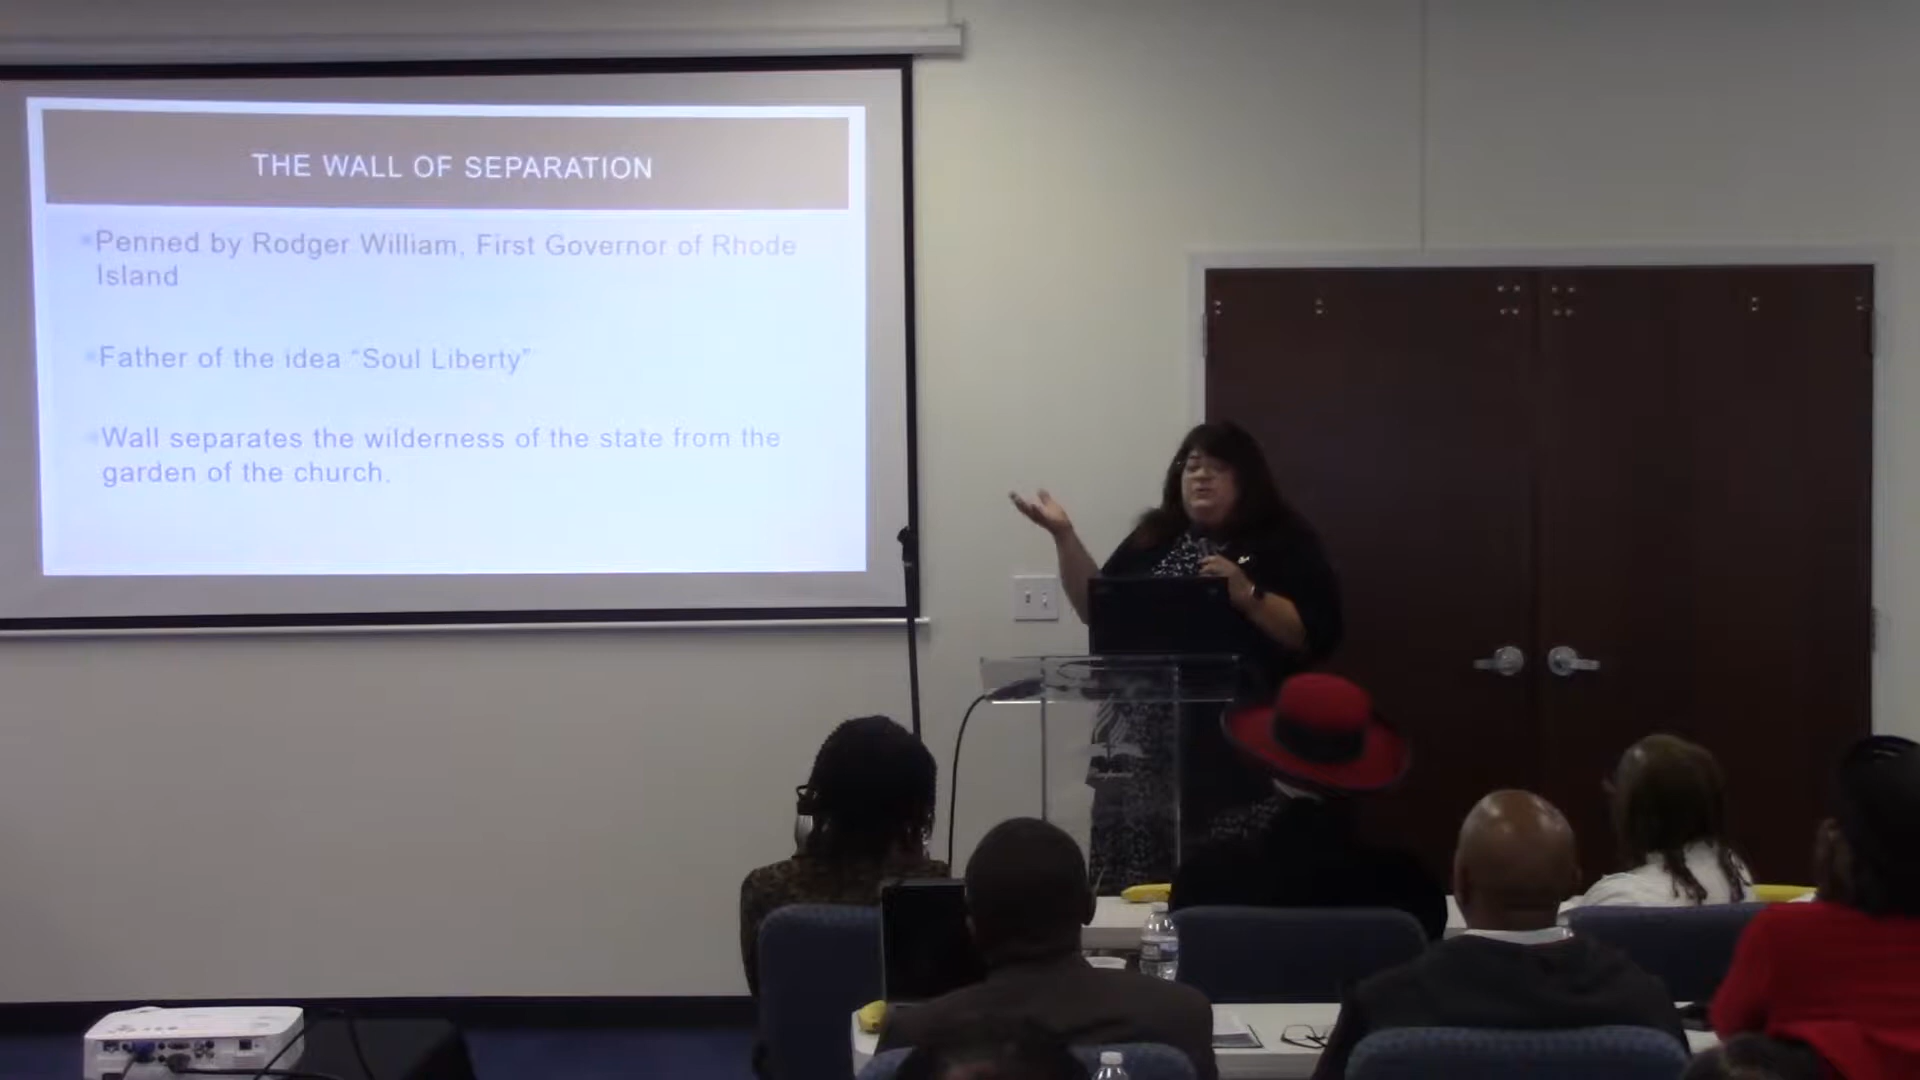 THE WALL OF SEPARATION
Penned by Rodger William, First Governor of Rhode
Island
Father of the idea “Soul Liberty”
Wall separates the wilderness of the state from the
garden of the church.